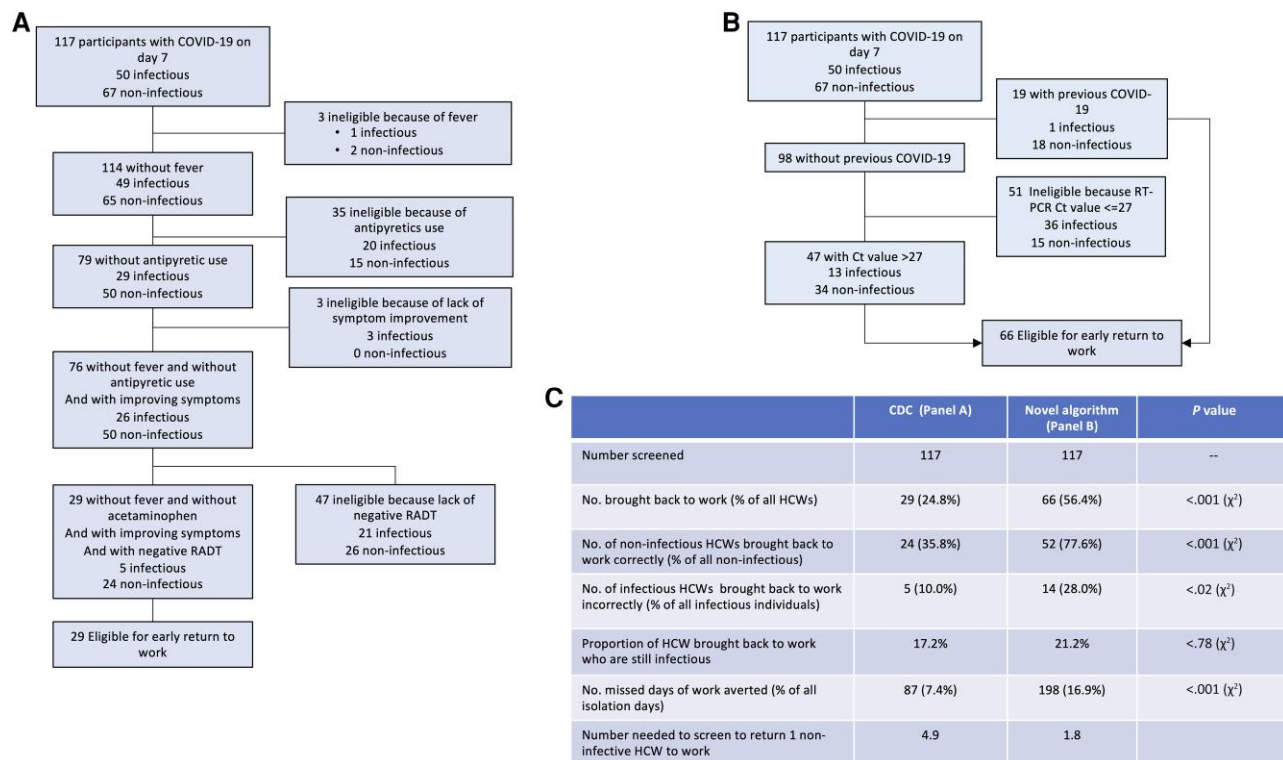 A
117 participants with COVID-19 on
day 7
50 infectious
67 non-infectious
3 ineligible because of fever
• 1 infectious
• 2 non-infectious
114 without fever
49 infectious
65 non-infectious
35 ineligible because of
antipyretics use
20 infectious
15 non-infectious
79 without antipyretic use
29 infectious
50 non-infectious
3 ineligible because of lack of
symptom improvement
3 infectious
0 non-infectious
76 without fever and without
antipyretic use
And with improving symptoms
26 infectious
50 non-infectious
29 without fever and without
acetaminophen
And with improving symptoms
And with negative RADT
5 infectious
24 non-infectious
47 ineligible because lack of
negative RADT
21 infectious
26 non-infectious
29 Eligible for early return to
work
B
117 participants with COVID-19 on
day 7
50 infectious
67 non-infectious
19 with previous COVID-
19
1 infectious
18 non-infectious
98 without previous COVID-19
51 Ineligible because RT-
PCR Ct value <=27
36 infectious
15 non-infectious
47 with Ct value >27
13 infectious
34 non-infectious
66 Eligible for early return to
work
C
CDC (Panel A)
Novel algorithm
(Panel B)
P value
Number screened
117
117
--
No. brought back to work (% of all HCWs)
29 (24.8%)
66 (56.4%)
<.001 (χ²)
No. of non-infectious HCWs brought back to
work correctly (% of all non-infectious)
24 (35.8%)
52 (77.6%)
<.001 (χ²)
No. of infectious HCWs brought back to work
incorrectly (% of all infectious individuals)
5 (10.0%)
14 (28.0%)
<.02 (χ²)
Proportion of HCW brought back to work
who are still infectious
17.2%
21.2%
<.78 (χ²)
No. missed days of work averted (% of all
isolation days)
87 (7.4%)
198 (16.9%)
<.001 (χ²)
Number needed to screen to return 1 non-
infective HCW to work
4.9
1.8